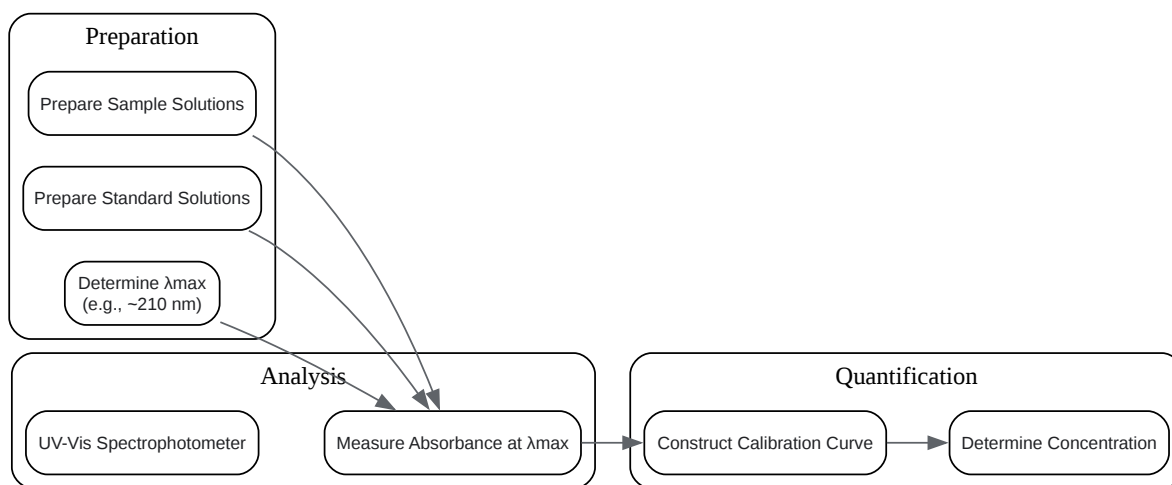 Preparation
Prepare Sample Solutions
Prepare Standard Solutions
Determine λmax
(e.g., ~210 nm)
Analysis
UV-Vis Spectrophotometer
Measure Absorbance at λmax
Quantification
Construct Calibration Curve
Determine Concentration